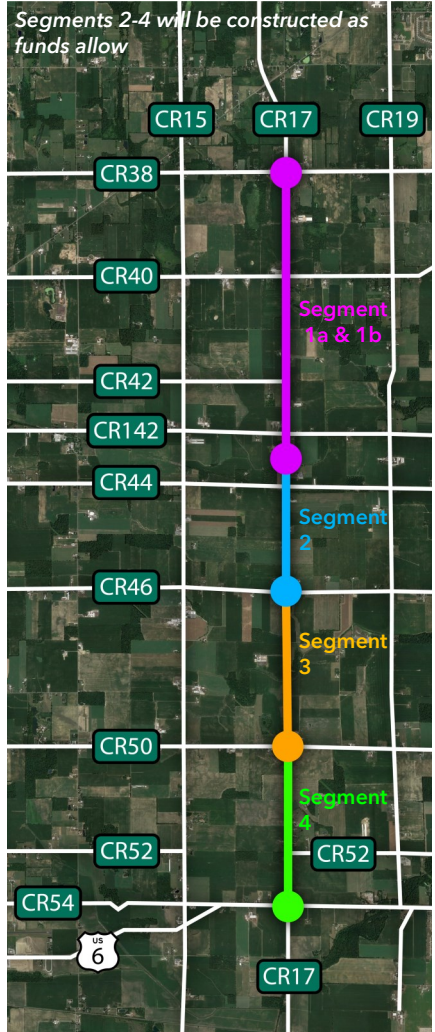 Segments 2-4 will be constructed as
funds allow
CR15
CR17
CR19
CR38
CR40
Segment
1a & 1b
CR42
CR142
CR44
Segment
2
CR46
Segment
3
CR50
Segment
4
CR52
CR52
CR54
US
6
CR17